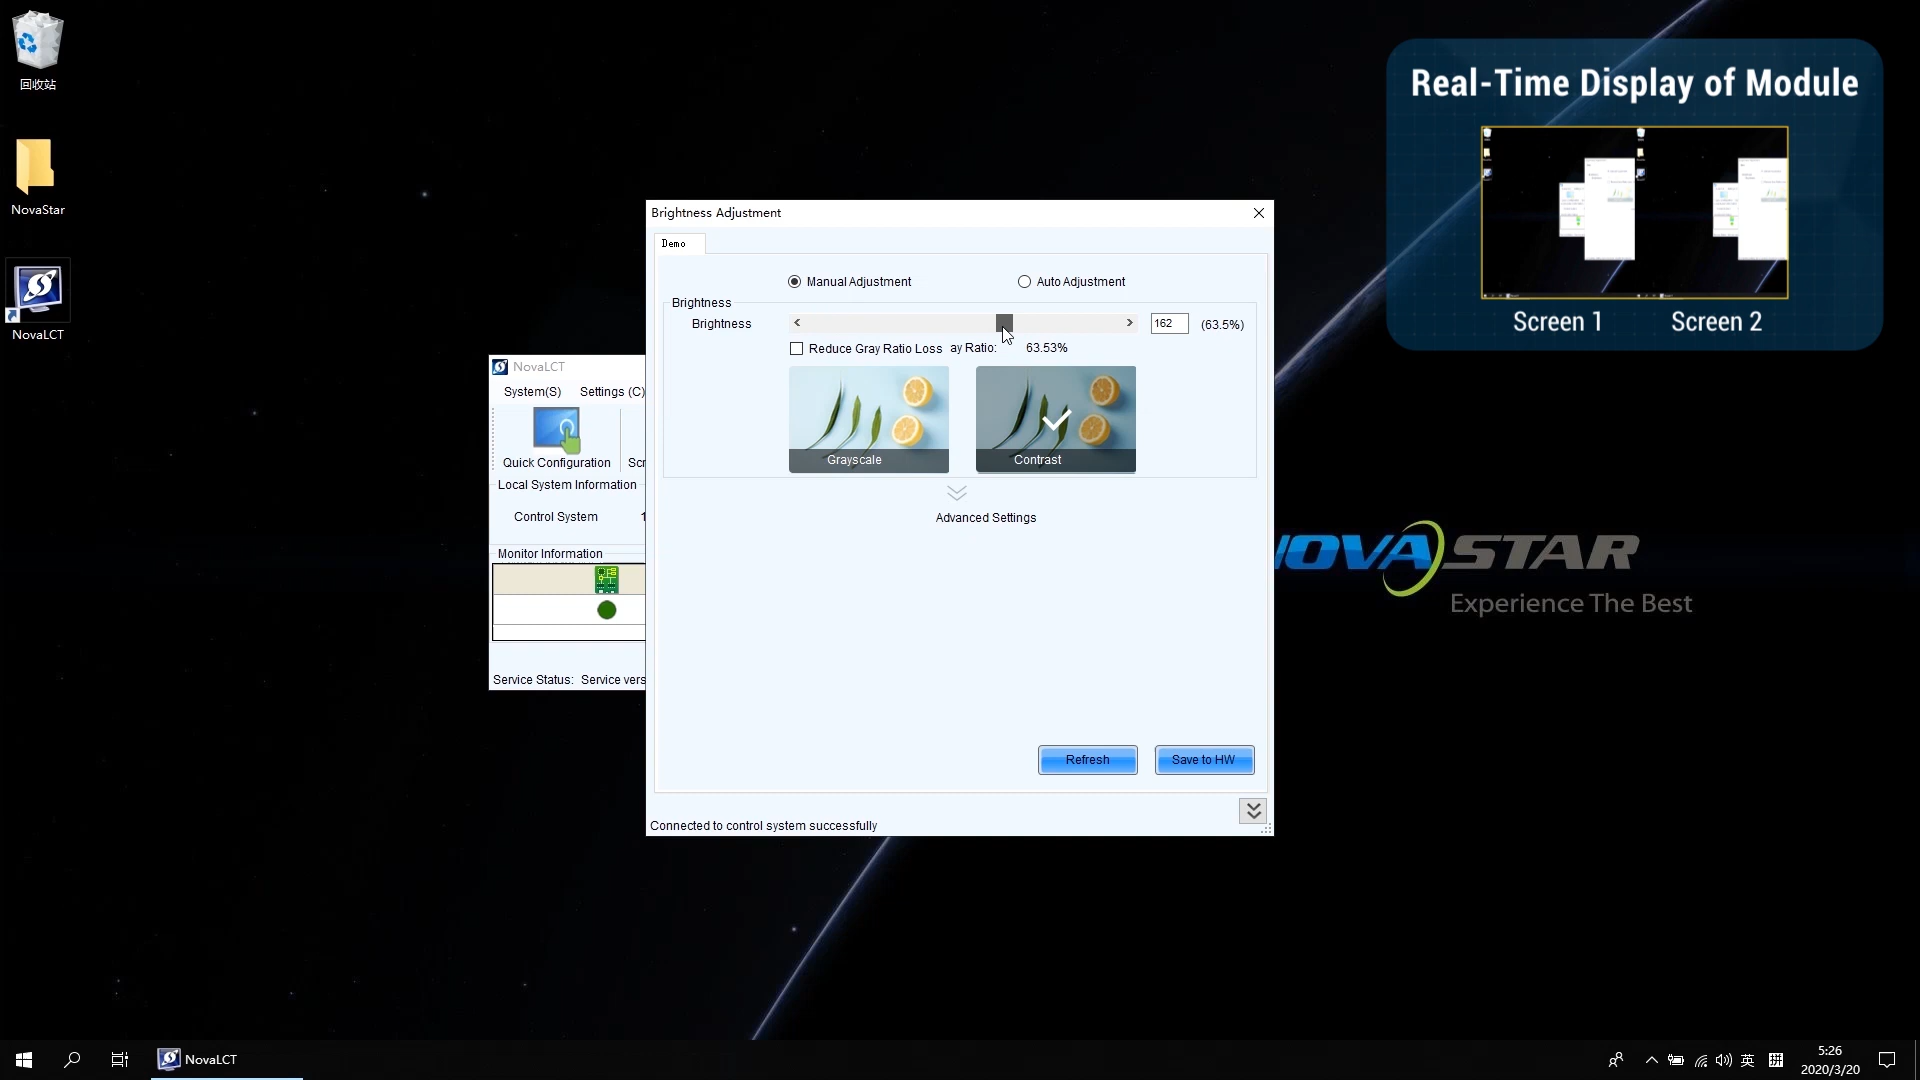 回收站
NovaStar
NovaLCT
Real-Time Display of Module
Screen 1
Screen 2
Brightness Adjustment
Demo
Manual Adjustment
Auto Adjustment
Brightness
Brightness
162
(63.5%)
Reduce Gray Ratio Loss
ay Ratio:
63.53%
Grayscale
Contrast
Advanced Settings
Refresh
Save to HW
Connected to control system successfully
NovaLCT
System(S)
Settings (C)
Quick Configuration
Scr
Local System Information
Control System
1
Monitor Information
Service Status: Service vers
NOVASTAR
Experience The Best
NovaLCT
英
拼
5:26
2020/3/20